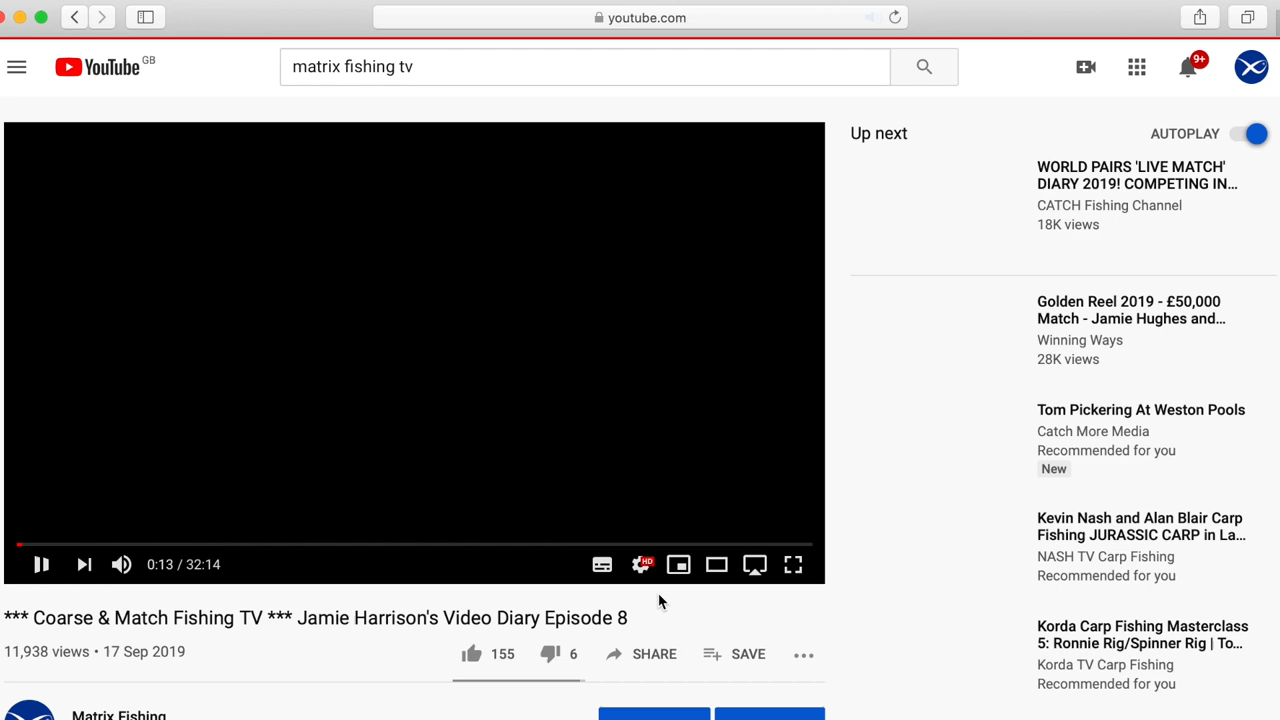 youtube.com
YouTube GB
matrix fishing tv
9+
Up next
AUTOPLAY
WORLD PAIRS 'LIVE MATCH'
DIARY 2019! COMPETING IN...
CATCH Fishing Channel
18K views
Golden Reel 2019 - £50,000
Match - Jamie Hughes and...
Winning Ways
28K views
Tom Pickering At Weston Pools
Catch More Media
Recommended for you
New
Kevin Nash and Alan Blair Carp
Fishing JURASSIC CARP in La...
NASH TV Carp Fishing
Recommended for you
Korda Carp Fishing Masterclass
5: Ronnie Rig/Spinner Rig | To...
Korda TV Carp Fishing
Recommended for you
0:13 / 32:14
HD
*** Coarse & Match Fishing TV *** Jamie Harrison's Video Diary Episode 8
11,938 views • 17 Sep 2019
155
6
SHARE
SAVE
Matrix Fishing